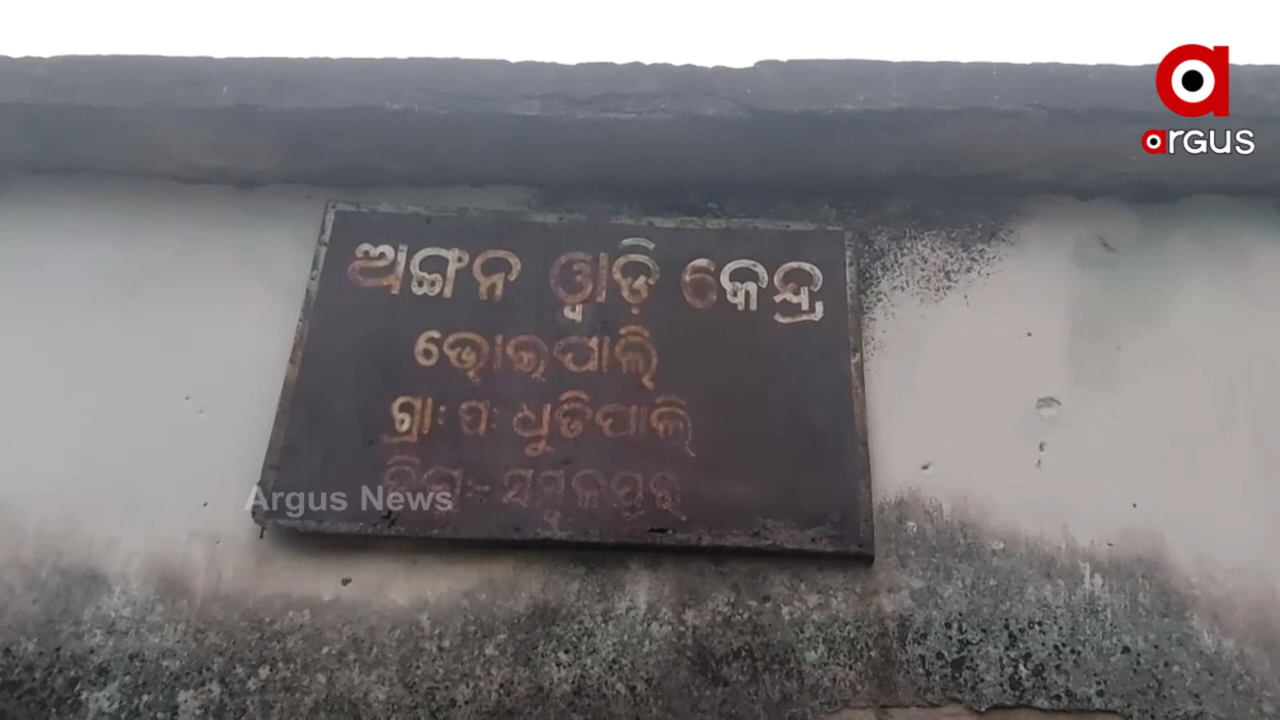 argus
ଅଙ୍ଗନ ୱାଡ଼ି କେନ୍ଦ୍ର
ଭୋଇପାଲି
ଗ୍ରା: ପ: ଧୁତିପାଲି
ଜିଲ୍ଲା:- ସମ୍ବଲପୁର
Argus News